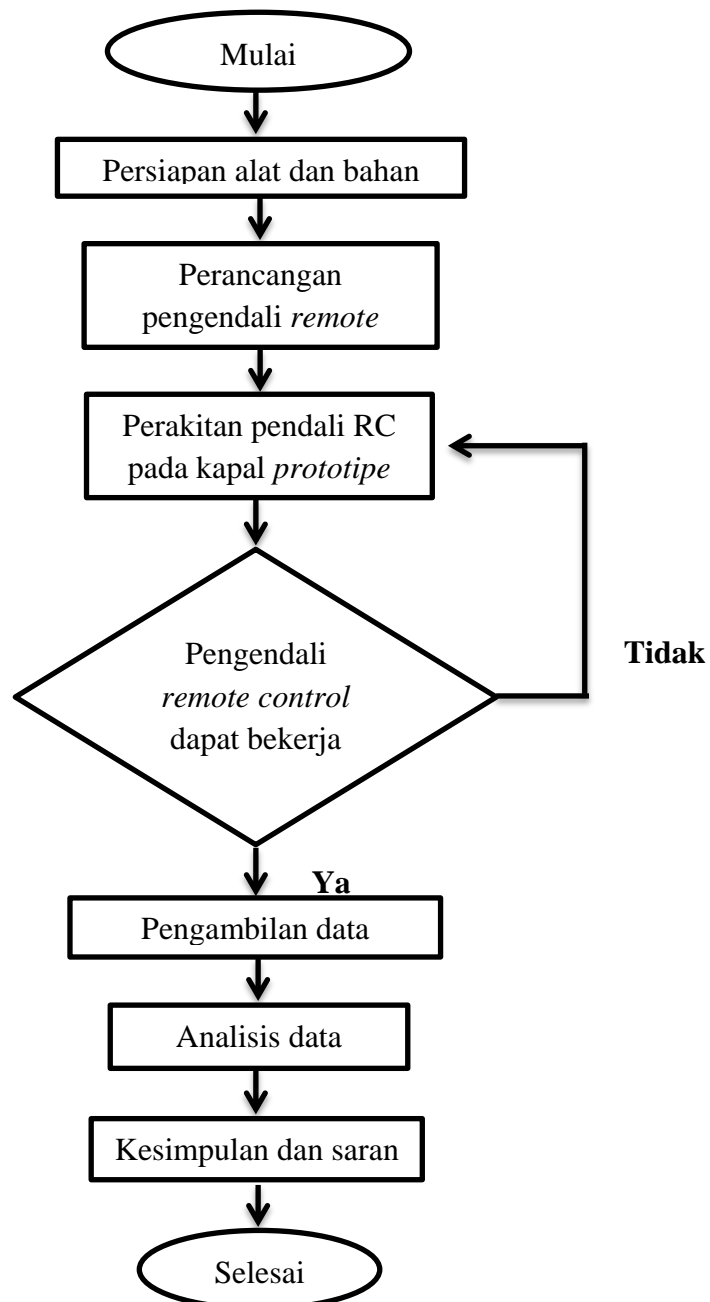 Mulai
Persiapan alat dan bahan
Perancangan
pengendali remote
Perakitan pendali RC
pada kapal prototipe
Pengendali
remote control
dapat bekerja
Tidak
Ya
Pengambilan data
Analisis data
Kesimpulan dan saran
Selesai